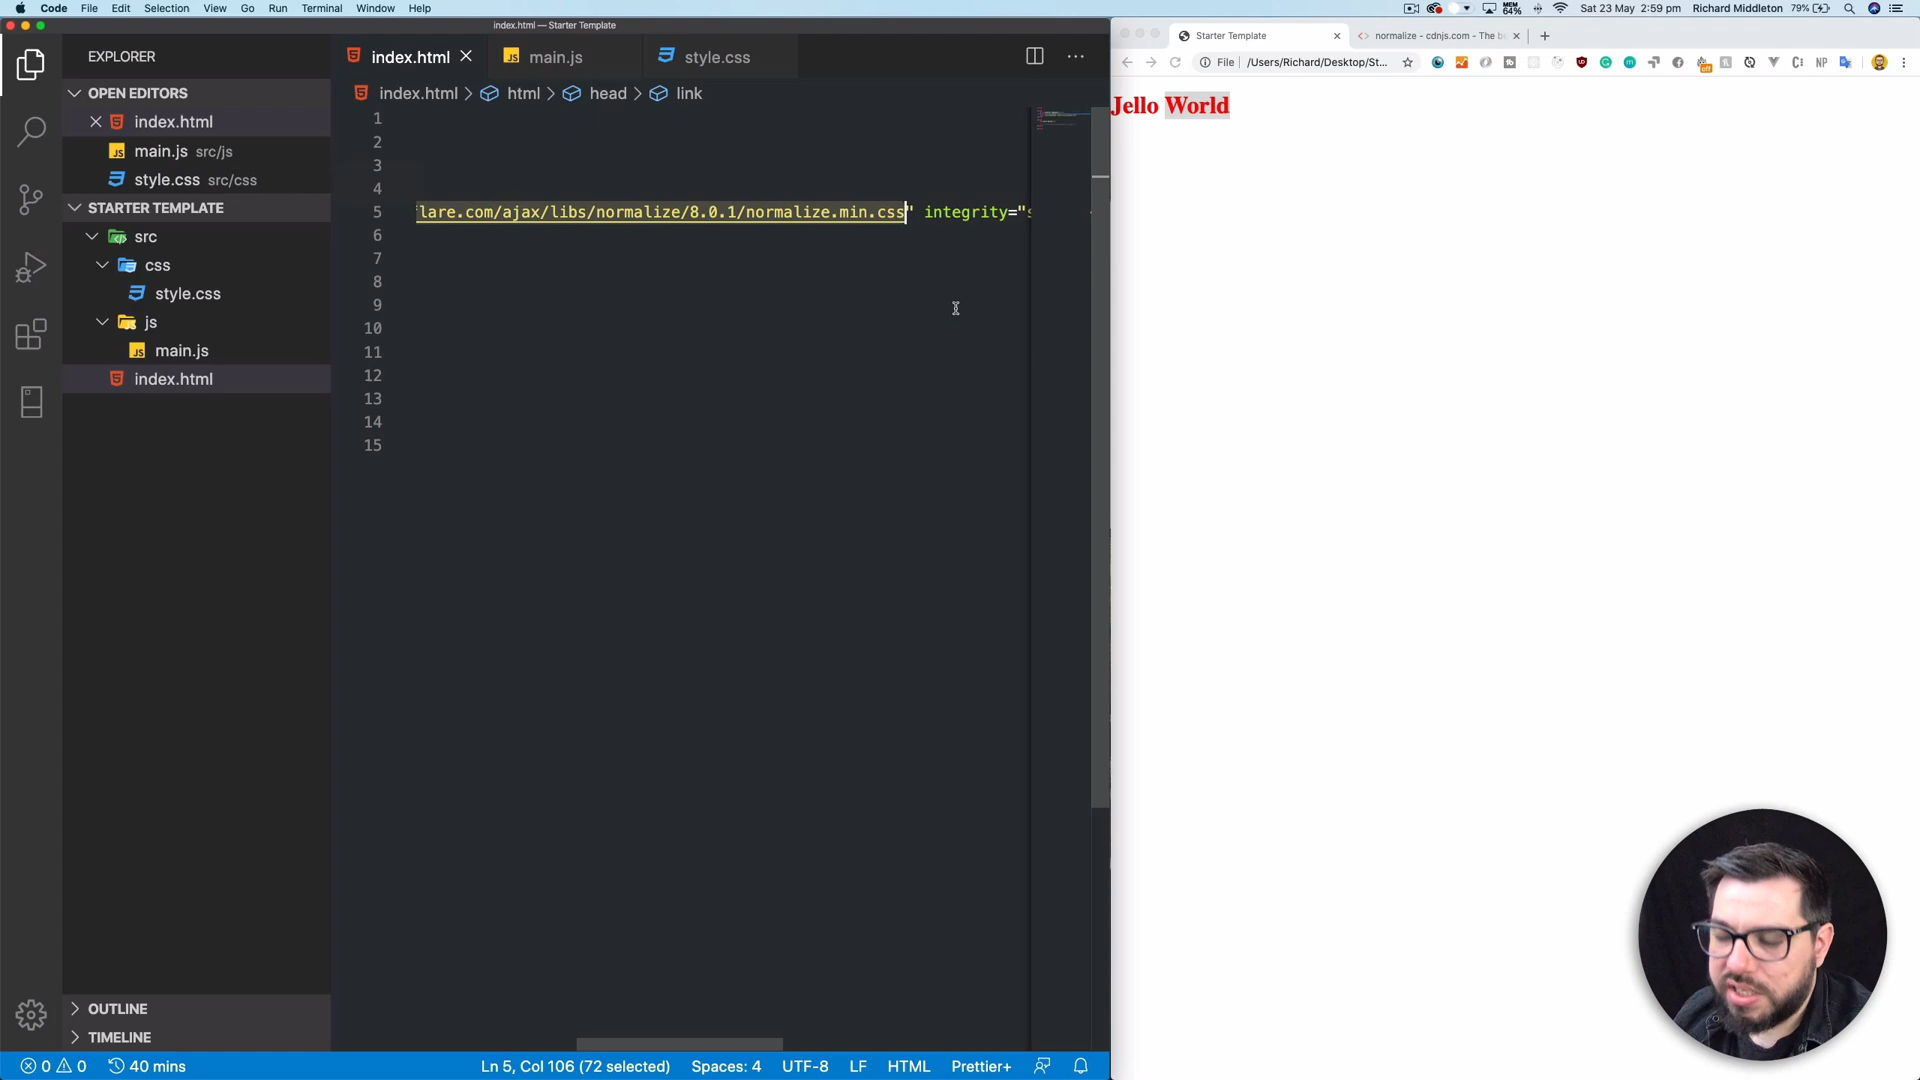 Code File Edit Selection View Go Run Terminal Window Help
MEM 64% Sat 23 May 2:59 pm Richard Middleton 79%
index.html — Starter Template
EXPLORER
OPEN EDITORS
index.html
main.js src/js
style.css src/css
STARTER TEMPLATE
src
css
style.css
js
main.js
index.html
OUTLINE
TIMELINE
index.html main.js style.css
index.html > html > head > link
1
2
3
4
5 lare.com/ajax/libs/normalize/8.0.1/normalize.min.css" integrity="s
6
7
8
9
10
11
12
13
14
15
0 0 40 mins Ln 5, Col 106 (72 selected) Spaces: 4 UTF-8 LF HTML Prettier+
Starter Template normalize - cdnjs.com - The b
File /Users/Richard/Desktop/St... off NP
Jello World